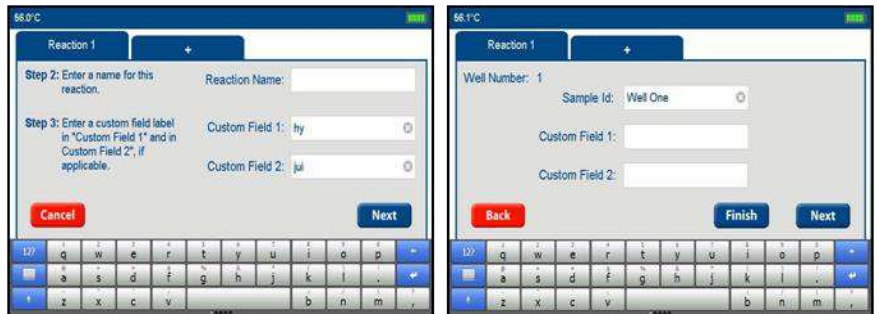 56.0°C
Reaction 1
+
Step 2: Enter a name for this
reaction.
Reaction Name:
Step 3: Enter a custom field label
in "Custom Field 1" and in
Custom Field 2", if
applicable.
Custom Field 1: hy
Custom Field 2: jui
Cancel
Next
12?
q w e r t y u i o p
a s d f g h j k l .
z x c v b n m ,
56.1°C
Reaction 1
+
Well Number: 1
Sample Id: Well One
Custom Field 1:
Custom Field 2:
Back
Finish
Next
12?
q w e r t y u i o p
a s d f g h j k l .
z x c v b n m ,